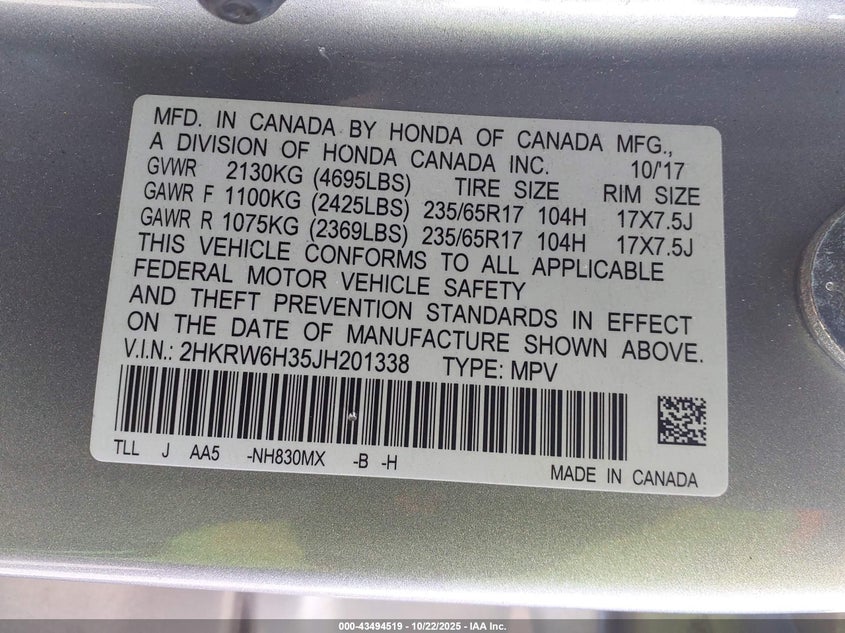 MFD. IN CANADA BY HONDA OF CANADA MFG.,
A DIVISION OF HONDA CANADA INC. 10/'17
GVWR 2130KG (4695LBS) TIRE SIZE RIM SIZE
GAWR F 1100KG (2425LBS) 235/65R17 104H 17X7.5J
GAWR R 1075KG (2369LBS) 235/65R17 104H 17X7.5J
THIS VEHICLE CONFORMS TO ALL APPLICABLE
FEDERAL MOTOR VEHICLE SAFETY
AND THEFT PREVENTION STANDARDS IN EFFECT
ON THE DATE OF MANUFACTURE SHOWN ABOVE.
V.I.N.: 2HKRW6H35JH201338 TYPE: MPV
TLL J AA5 -NH830MX -B -H
MADE IN CANADA
000-43494519 - 10/22/2025 - IAA Inc.